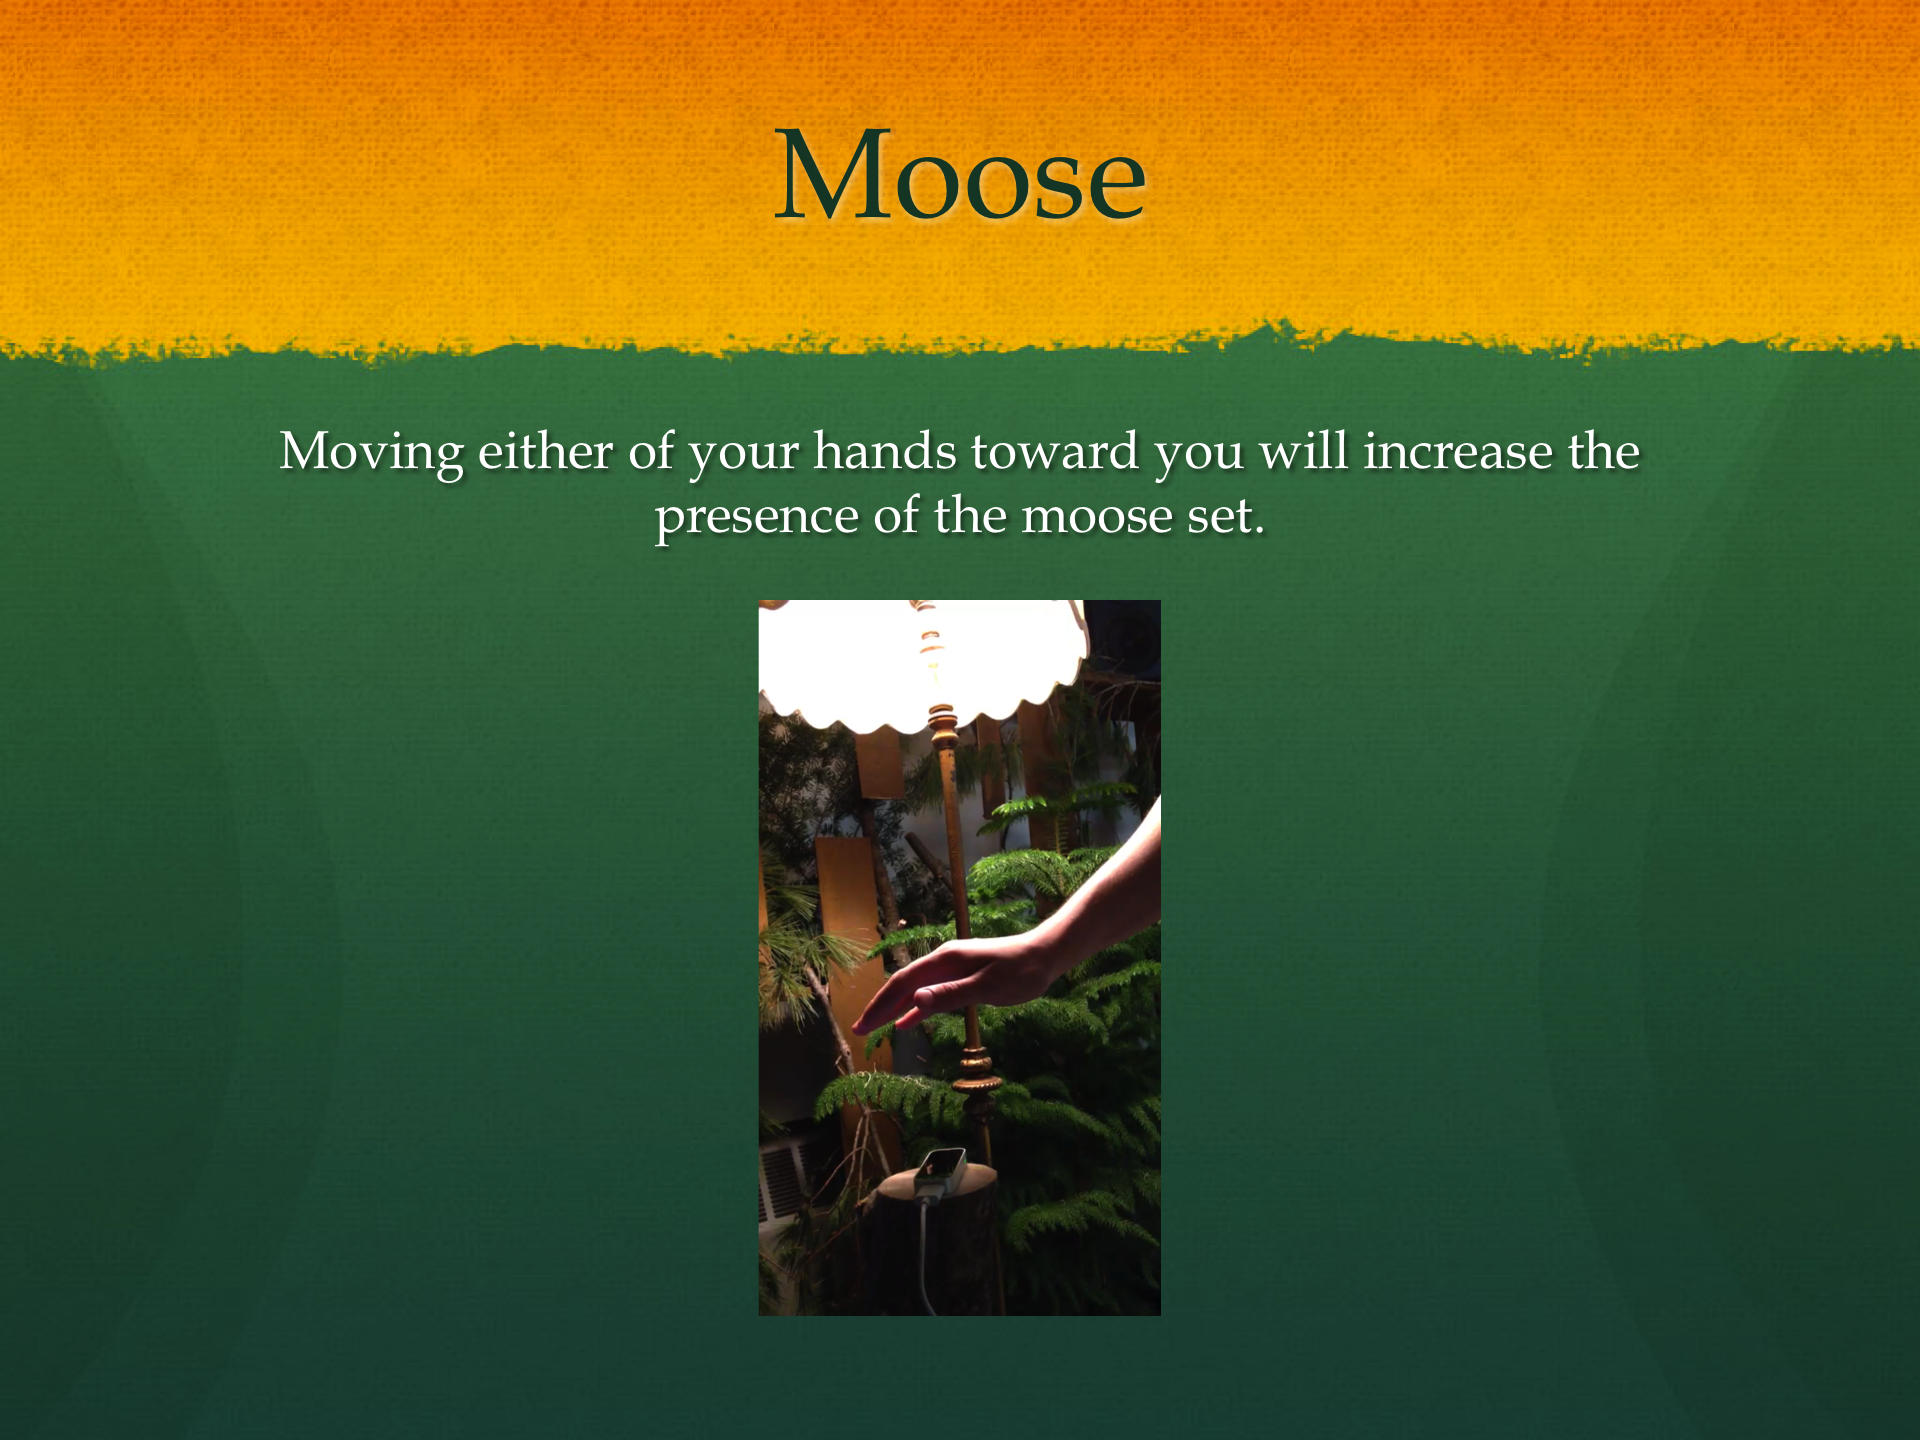 Moose
Moving either of your hands toward you will increase the
presence of the moose set.